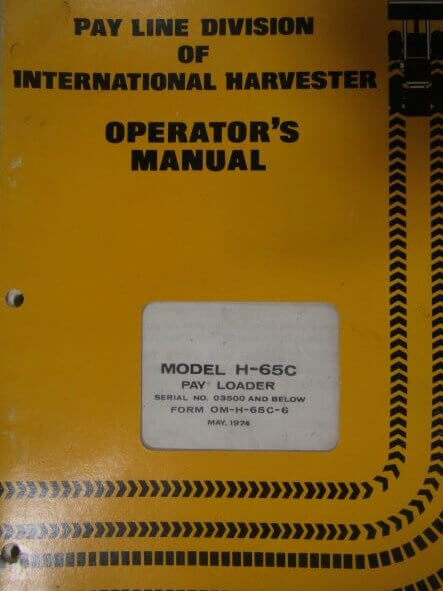 PAY LINE DIVISION
OF
INTERNATIONAL HARVESTER
OPERATOR'S
MANUAL
MODEL H-65C
PAY® LOADER
SERIAL NO. 03500 AND BELOW
FORM OM-H-65C-6
MAY, 1974